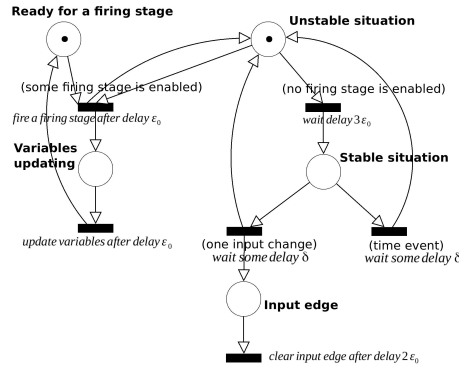 Ready for a firing stage
Unstable situation
(some firing stage is enabled)
(no firing stage is enabled)
fire a firing stage after delay ε₀
wait delay 3ε₀
Variables
updating
Stable situation
update variables after delay ε₀
(one input change)
wait some delay δ
(time event)
wait some delay δ
Input edge
clear input edge after delay 2ε₀